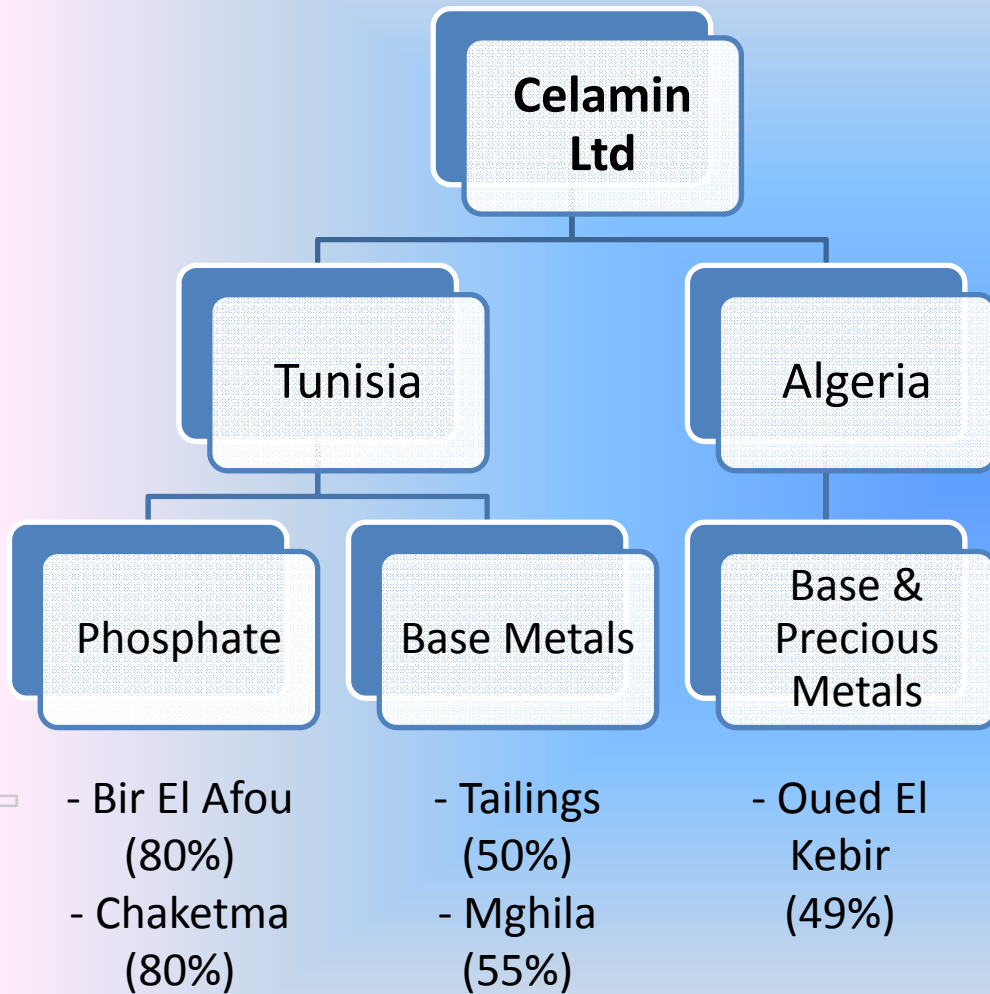 Celamin
Ltd
Tunisia
Algeria
Phosphate
Base Metals
Base &
Precious
Metals
- Bir El Afou
(80%)
- Chaketma
(80%)
- Tailings
(50%)
- Mghila
(55%)
- Oued El
Kebir
(49%)